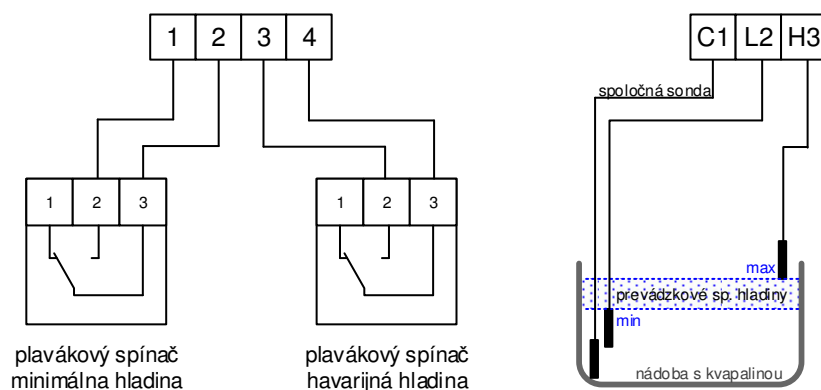 1 2 3 4
1 2 3
plavákový spínač
minimálna hladina
1 2 3
plavákový spínač
havarijná hladina
C1 L2 H3
spoločná sonda
max
prevádzkové sp. hladiny
min
nádoba s kvapalinou